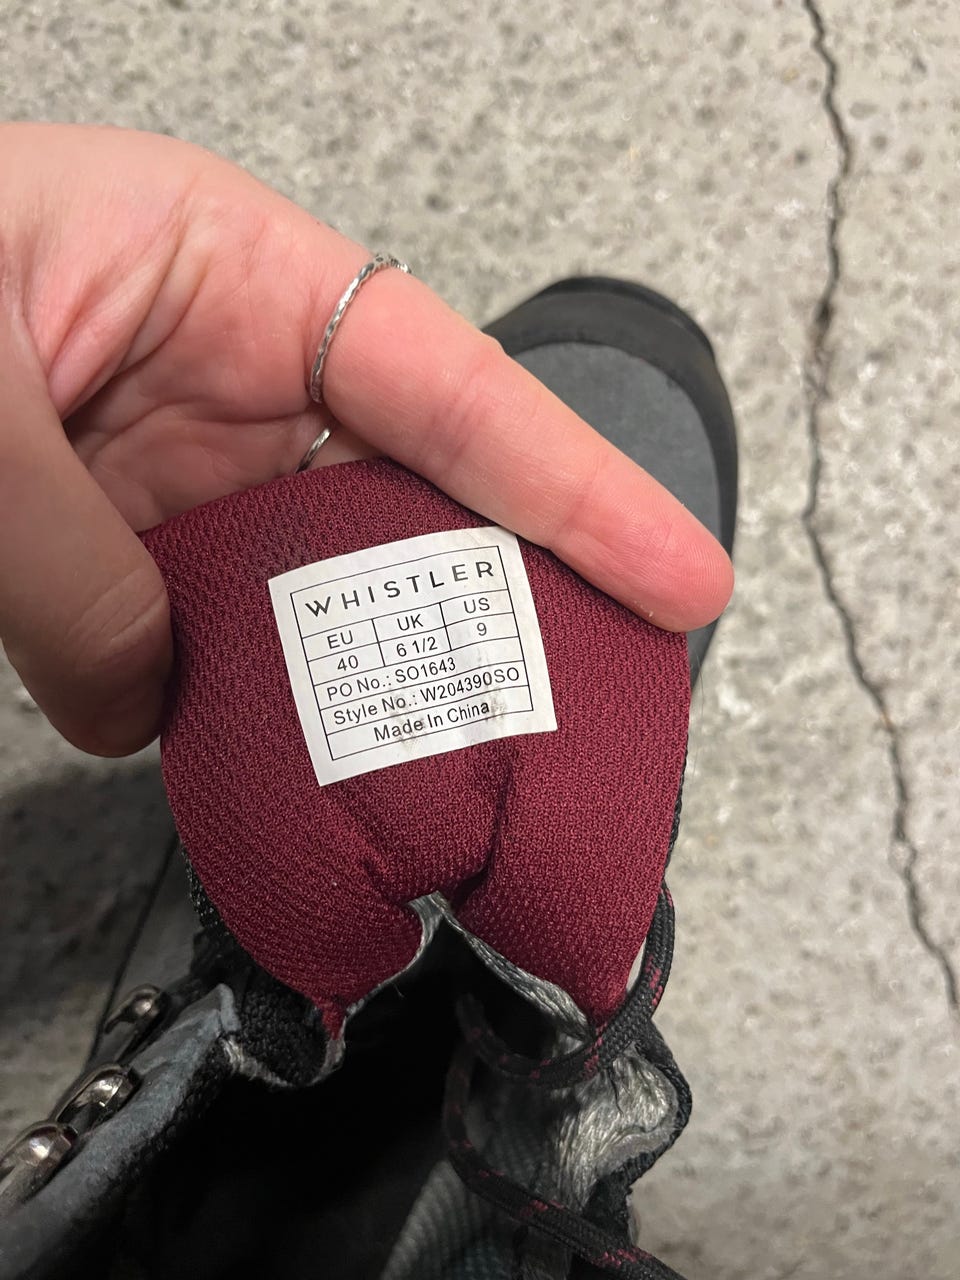 WHISTLER
EU UK US
40 6 1/2 9
PO No.: SO1643
Style No.: W204390SO
Made In China